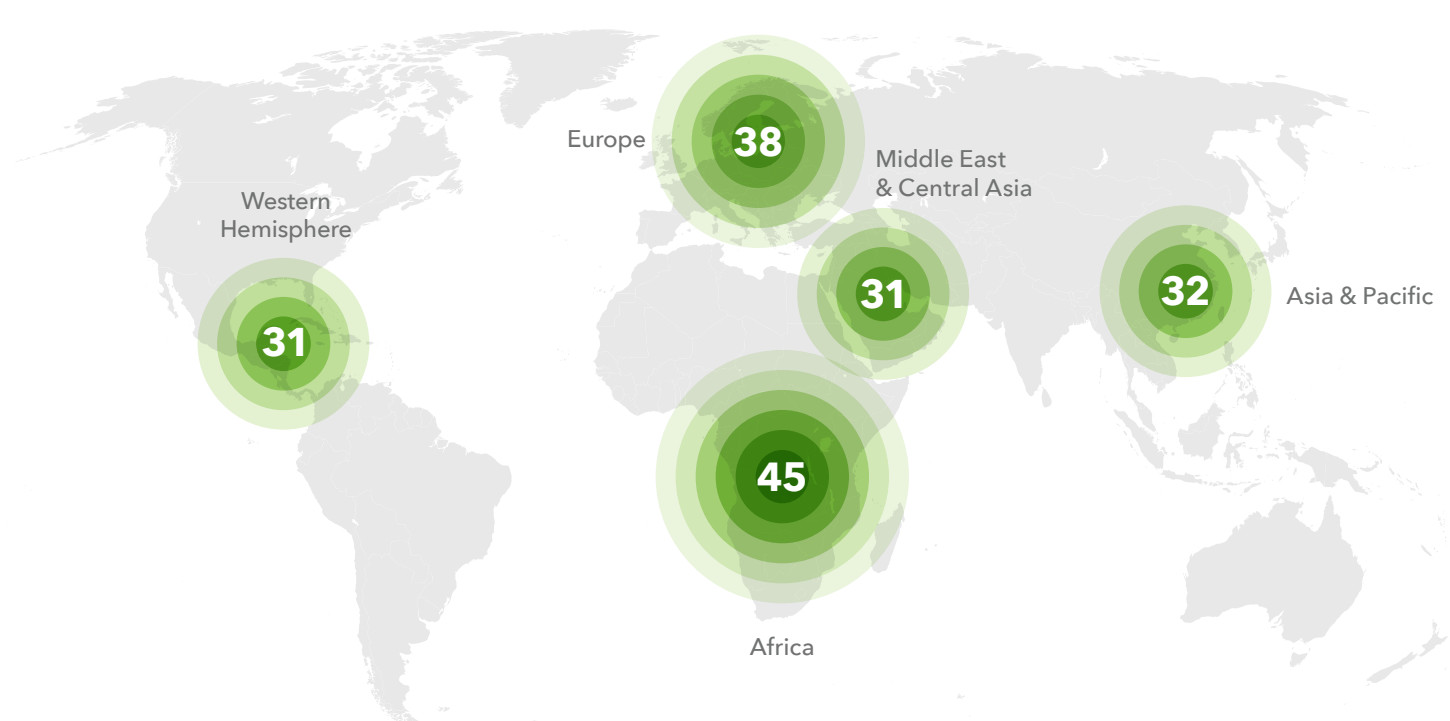 38
Europe
Middle East
& Central Asia
Western
Hemisphere
31
32
Asia & Pacific
31
45
Africa